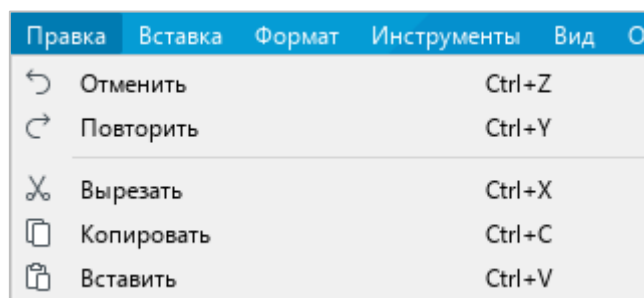 Правка Вставка Формат Инструменты Вид
Отменить Ctrl+Z
Повторить Ctrl+Y
Вырезать Ctrl+X
Копировать Ctrl+C
Вставить Ctrl+V